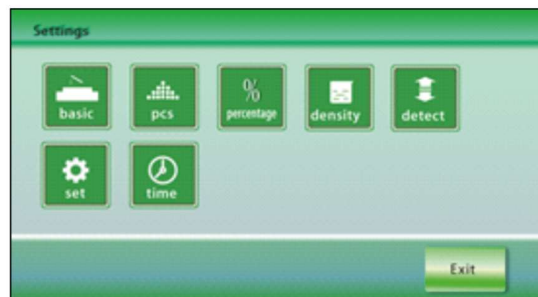 Settings
basic
pcs
%
percentage
density
detect
set
time
Exit